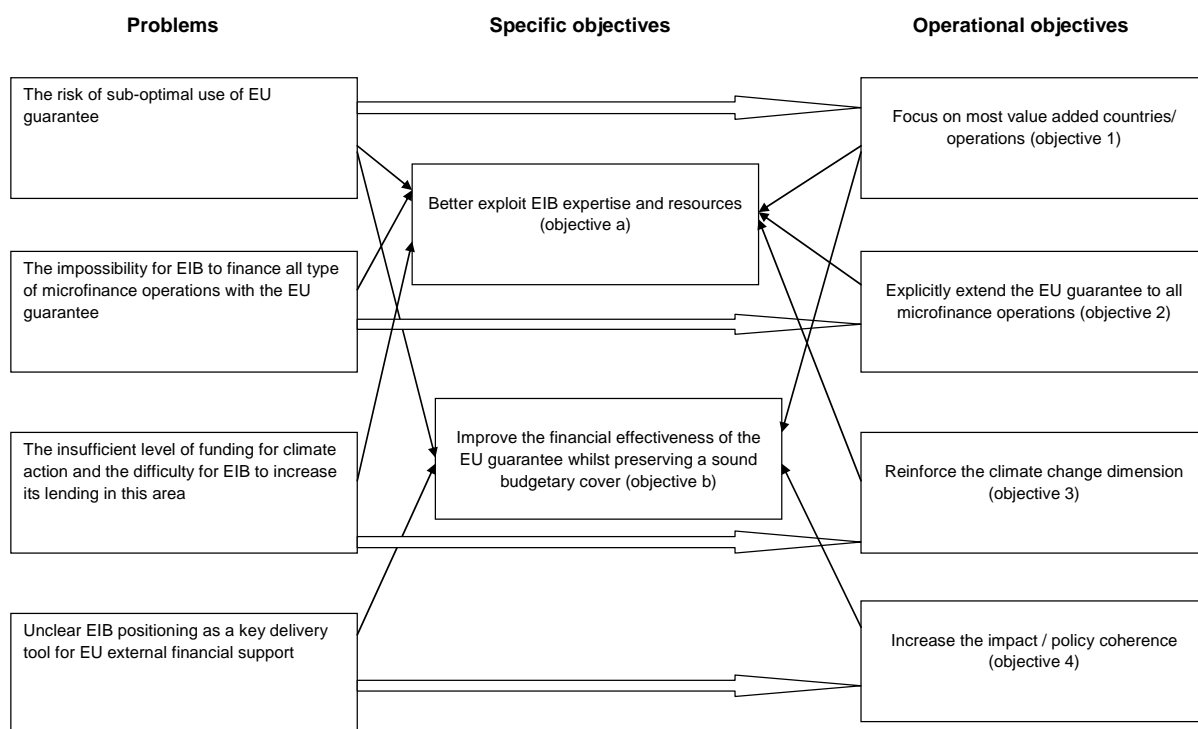 Problems
Specific objectives
Operational objectives
The risk of sub-optimal use of EU
guarantee
Focus on most value added countries/
operations (objective 1)
Better exploit EIB expertise and resources
(objective a)
The impossibility for EIB to finance all type
of microfinance operations with the EU
guarantee
Explicitly extend the EU guarantee to all
microfinance operations (objective 2)
Improve the financial effectiveness of the
EU guarantee whilst preserving a sound
budgetary cover (objective b)
The insufficient level of funding for climate
action and the difficulty for EIB to increase
its lending in this area
Reinforce the climate change dimension
(objective 3)
Unclear EIB positioning as a key delivery
tool for EU external financial support
Increase the impact / policy coherence
(objective 4)